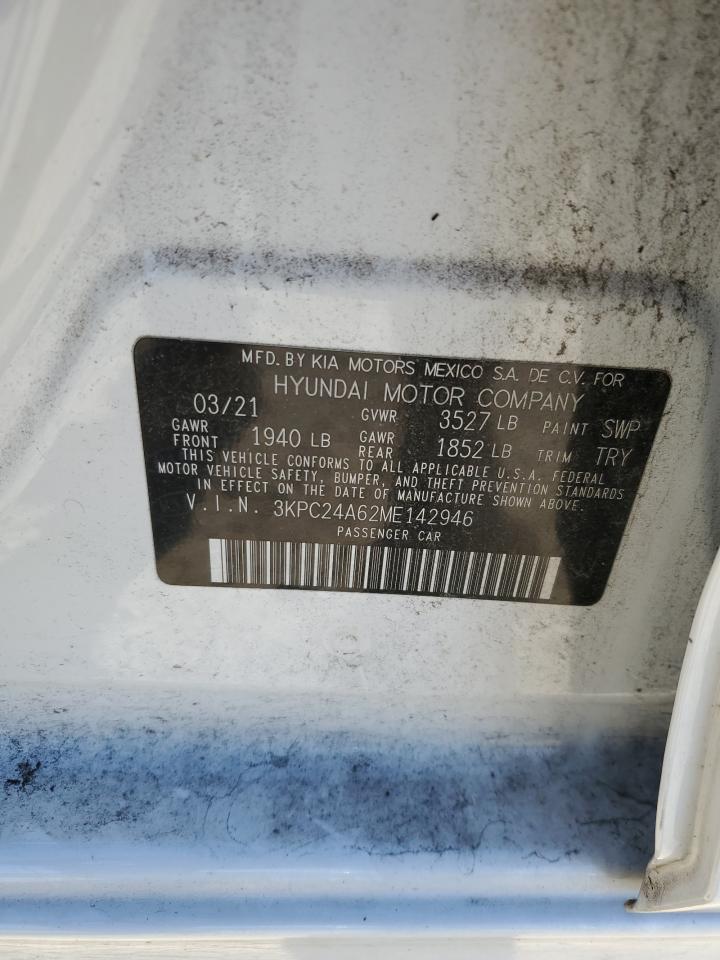 MFD. BY KIA MOTORS MEXICO S.A. DE C.V. FOR
HYUNDAI MOTOR COMPANY
03/21 GVWR 3527 LB PAINT SWP
GAWR FRONT 1940 LB GAWR REAR 1852 LB TRIM TRY
THIS VEHICLE CONFORMS TO ALL APPLICABLE U.S.A. FEDERAL
MOTOR VEHICLE SAFETY, BUMPER, AND THEFT PREVENTION STANDARDS
IN EFFECT ON THE DATE OF MANUFACTURE SHOWN ABOVE.
V.I.N. 3KPC24A62ME142946
PASSENGER CAR